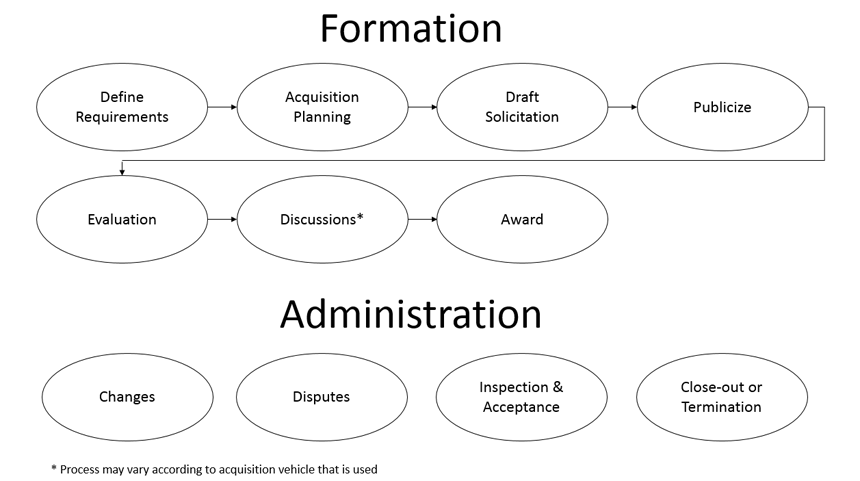 Formation
Define
Requirements
Acquisition
Planning
Draft
Solicitation
Publicize
Evaluation
Discussions*
Award
Administration
Changes
Disputes
Inspection &
Acceptance
Close-out or
Termination
* Process may vary according to acquisition vehicle that is used